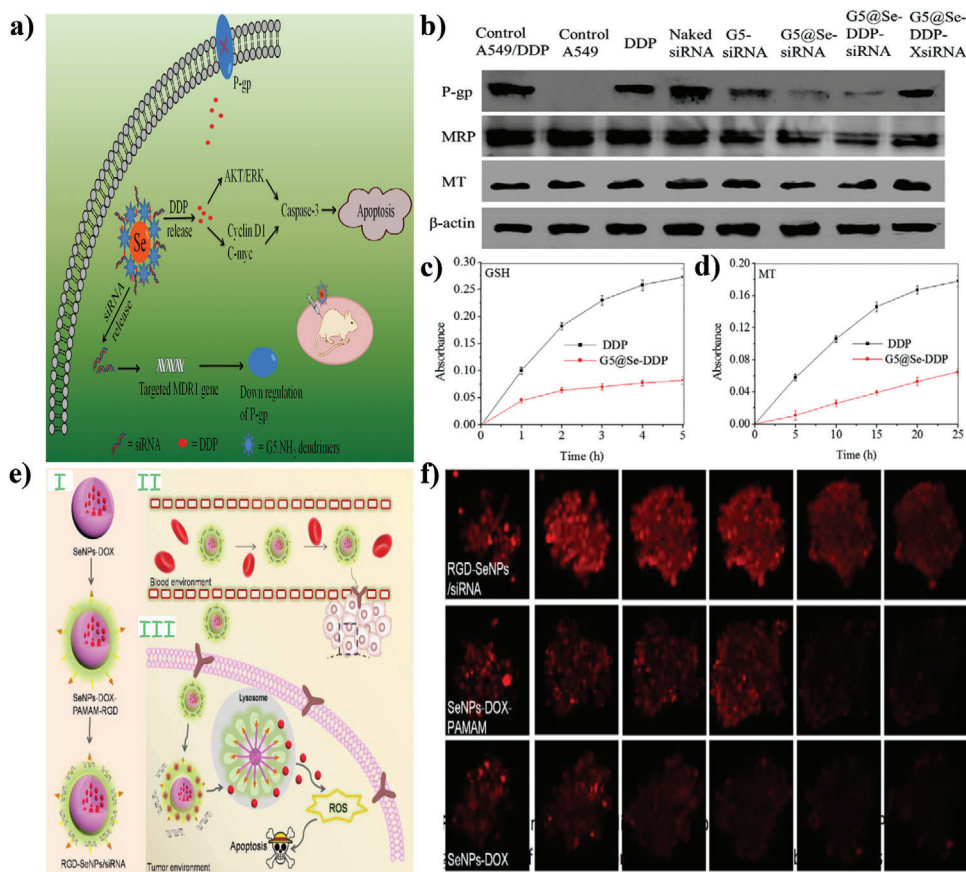 a)
P-gp
AKT/ERK
DDP
release
Caspase-3
Apoptosis
Cyclin D1
C-myc
Se
siRNA
release
Targeted MDR1 gene
Down regulation
of P-gp
= siRNA
= DDP
= G5.NH2 dendrimers
b)
Control
A549/DDP
Control
A549
DDP
Naked
siRNA
G5-
siRNA
G5@Se-
siRNA
G5@Se-
DDP-
siRNA
G5@Se-
DDP-
XsiRNA
P-gp
MRP
MT
β-actin
c)
GSH
0.30
0.25
0.20
0.15
0.10
0.05
0.00
Absorbance
DDP
G5@Se-DDP
0 1 2 3 4 5
Time (h)
d)
MT
0.16
0.12
0.08
0.04
0.00
Absorbance
DDP
G5@Se-DDP
0 5 10 15 20 25
Time (h)
e)
I
SeNPs-DOX
SeNPs-DOX-
PAMAM-RGD
RGD-SeNPs/siRNA
II
Blood environment
III
Lysosome
ROS
Apoptosis
Tumor environment
f)
RGD-SeNPs
/siRNA
SeNPs-DOX-
PAMAM
SeNPs-DOX